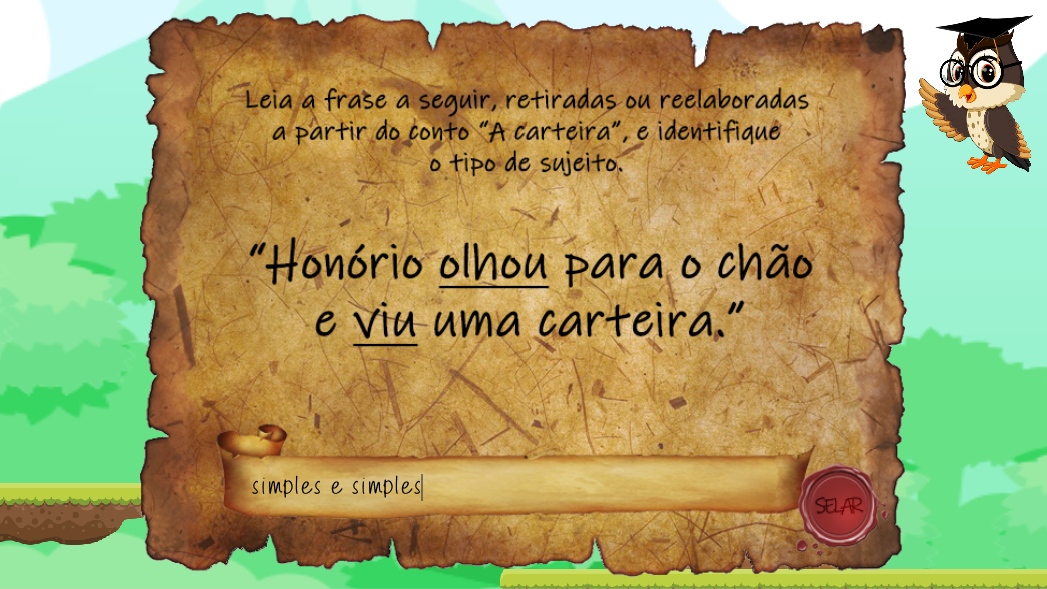 Leia a frase a seguir, retiradas ou reelaboradas
a partir do conto “A carteira”, e identifique
o tipo de sujeito.
“Honório olhou para o chão
e viu uma carteira.”
simples e simples
SELAR